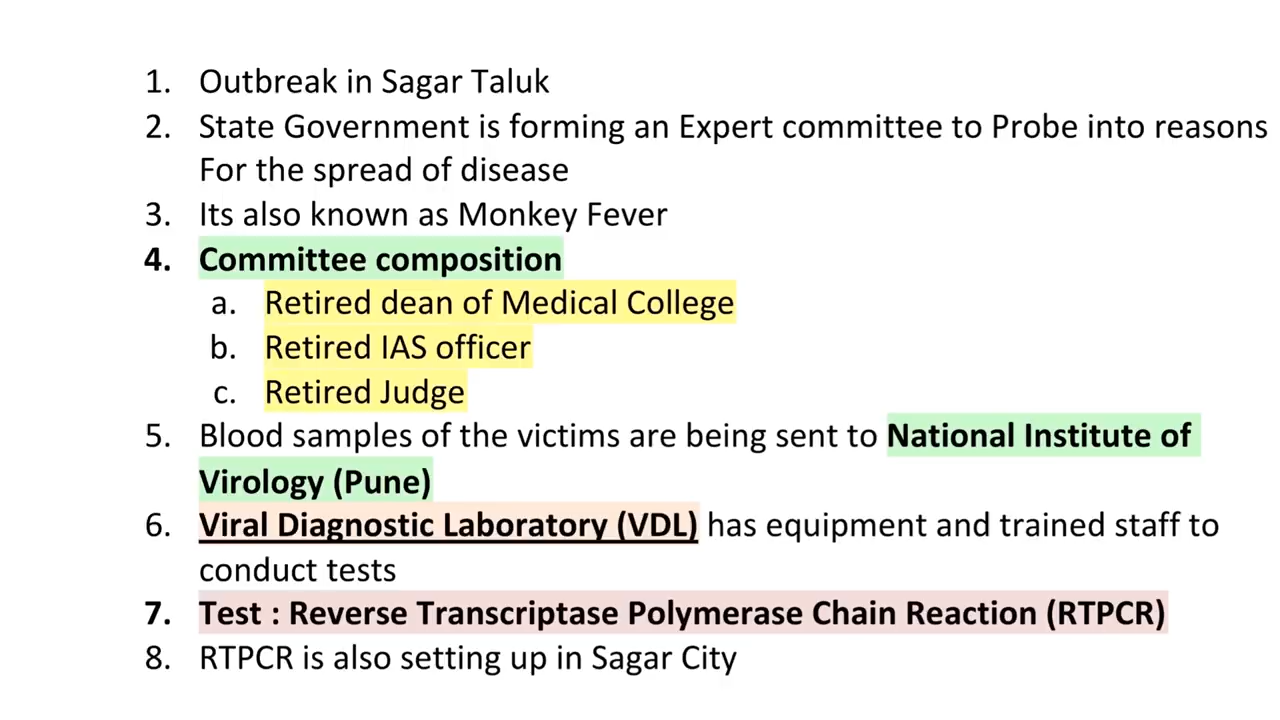 1. Outbreak in Sagar Taluk
2. State Government is forming an Expert committee to Probe into reasons
For the spread of disease
3. Its also known as Monkey Fever
4. Committee composition
a. Retired dean of Medical College
b. Retired IAS officer
c. Retired Judge
5. Blood samples of the victims are being sent to National Institute of
Virology (Pune)
6. Viral Diagnostic Laboratory (VDL) has equipment and trained staff to
conduct tests
7. Test : Reverse Transcriptase Polymerase Chain Reaction (RTPCR)
8. RTPCR is also setting up in Sagar City